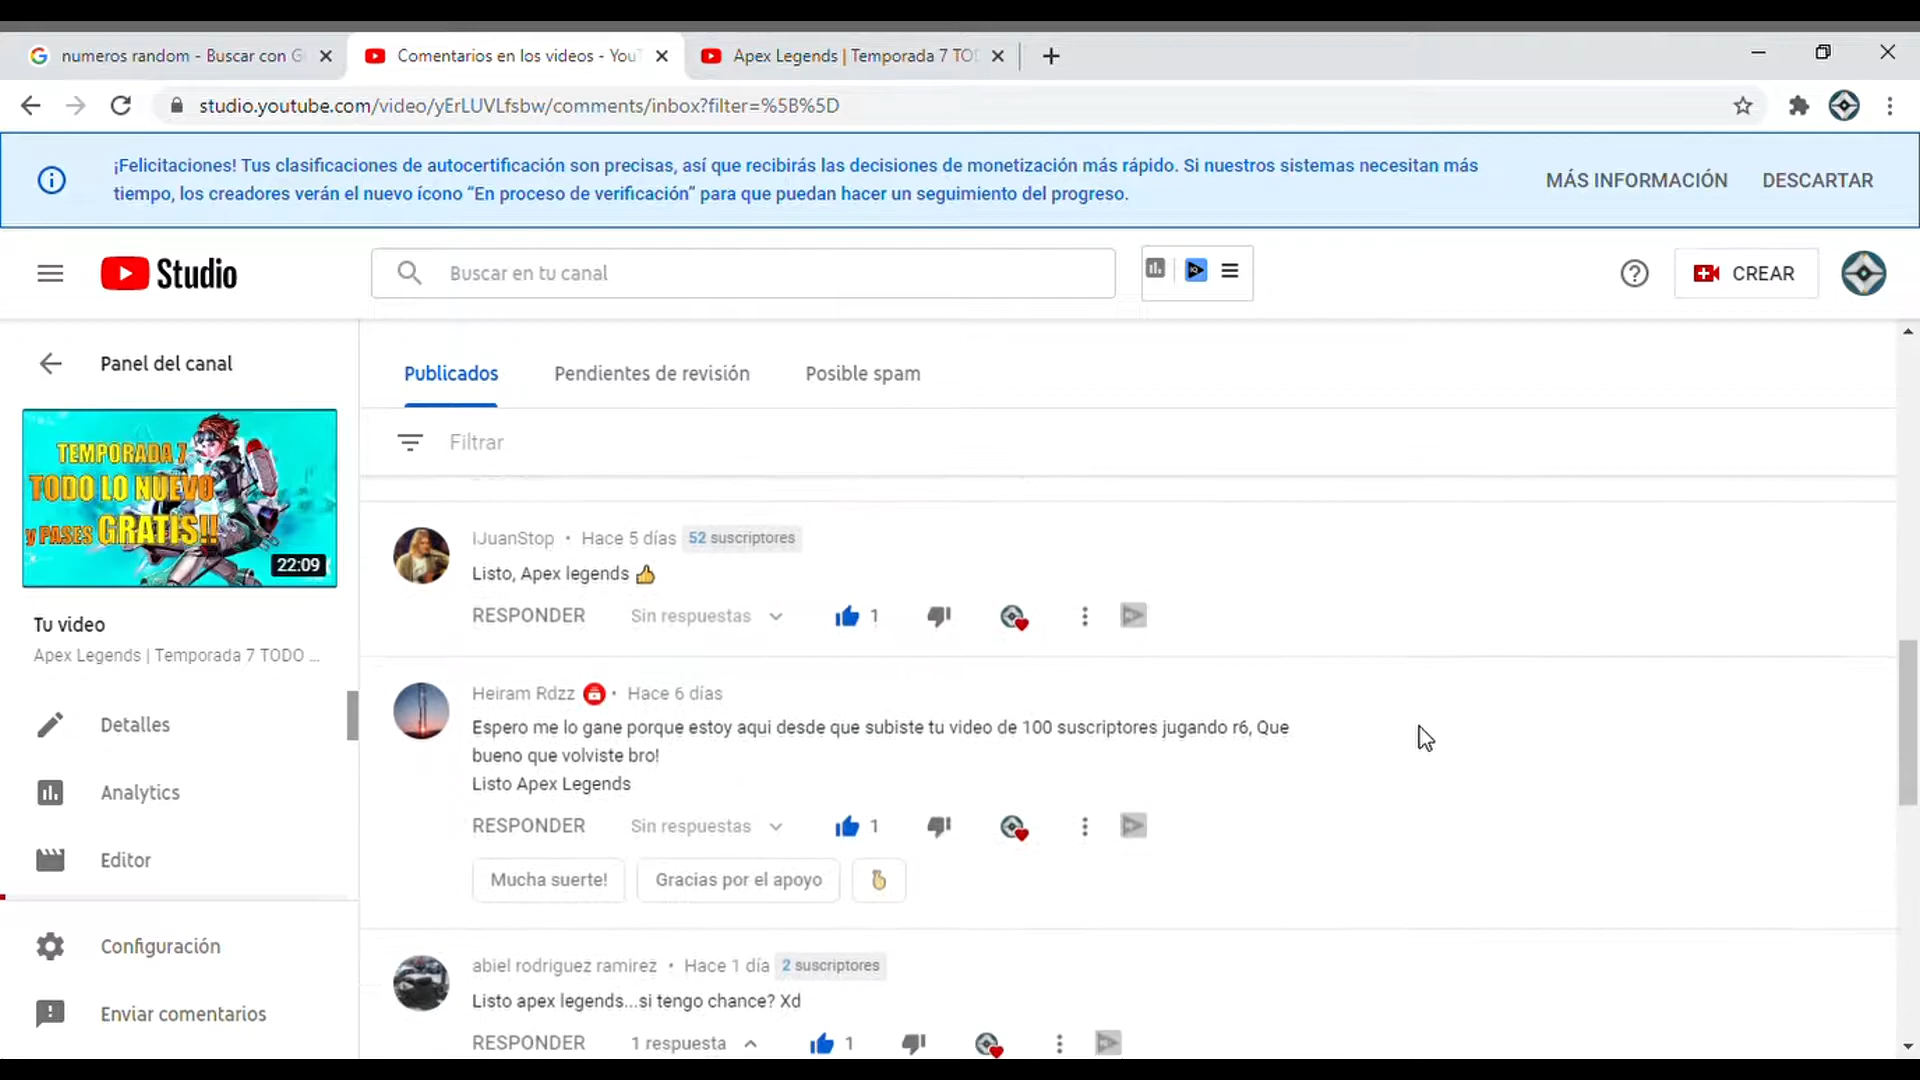 numeros random - Buscar con G
Comentarios en los videos - You
Apex Legends | Temporada 7 TO
studio.youtube.com/video/yErLUVLfsbw/comments/inbox?filter=%5B%5D
¡Felicitaciones! Tus clasificaciones de autocertificación son precisas, así que recibirás las decisiones de monetización más rápido. Si nuestros sistemas necesitan más
tiempo, los creadores verán el nuevo ícono “En proceso de verificación” para que puedan hacer un seguimiento del progreso.
MÁS INFORMACIÓN
DESCARTAR
Studio
Buscar en tu canal
CREAR
Panel del canal
Publicados
Pendientes de revisión
Posible spam
Filtrar
TEMPORADA 7
TODO LO NUEVO
y PASES GRATIS!!
22:09
Tu video
Apex Legends | Temporada 7 TODO ...
Detalles
Analytics
Editor
Configuración
Enviar comentarios
IJuanStop • Hace 5 días 52 suscriptores
Listo, Apex legends 👍
RESPONDER Sin respuestas 1
Heiram Rdzz • Hace 6 días
Espero me lo gane porque estoy aqui desde que subiste tu video de 100 suscriptores jugando r6, Que
bueno que volviste bro!
Listo Apex Legends
RESPONDER Sin respuestas 1
Mucha suerte!
Gracias por el apoyo
abiel rodriguez ramirez • Hace 1 día 2 suscriptores
Listo apex legends...si tengo chance? Xd
RESPONDER 1 respuesta 1